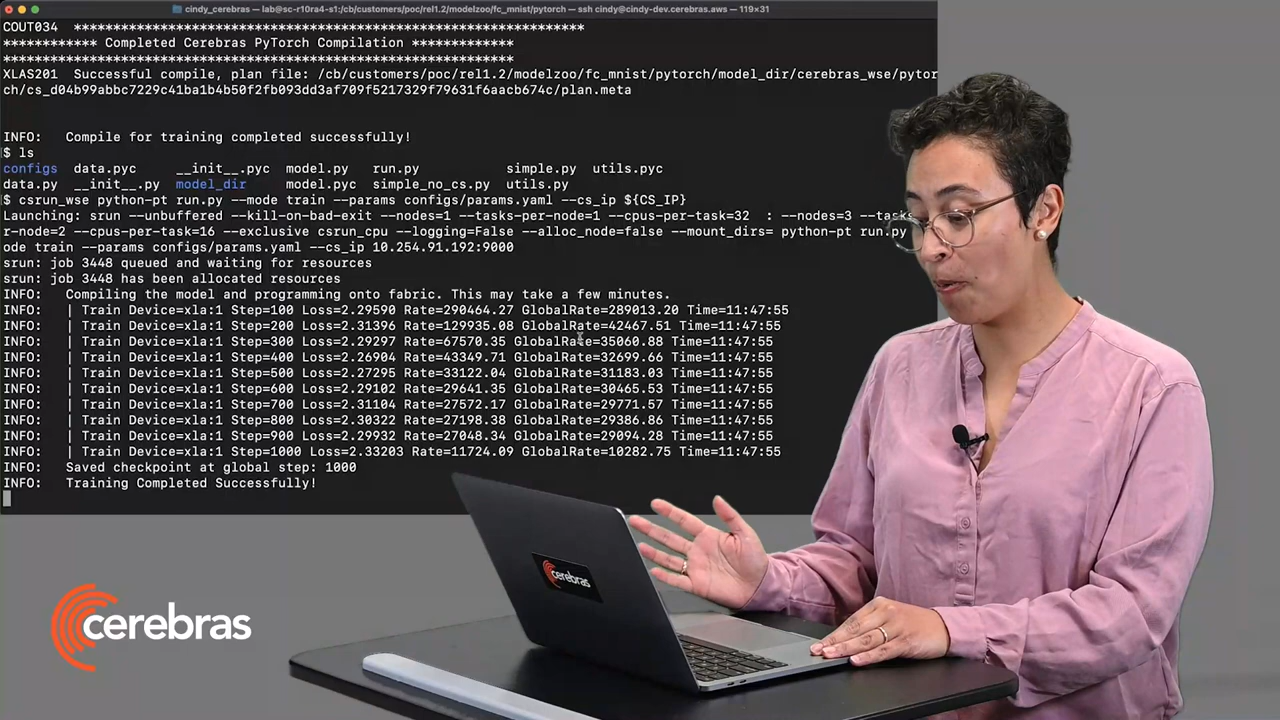 cindy_cerebras — lab@sc-r10ra4-s1:/cb/customers/poc/rel1.2/modelzoo/fc_mnist/pytorch — ssh cindy@cindy-dev.cerebras.aws — 119×31
COUT034 *******************************************************
************ Completed Cerebras PyTorch Compilation *************
*****************************************************************
XLAS201 Successful compile, plan file: /cb/customers/poc/rel1.2/modelzoo/fc_mnist/pytorch/model_dir/cerebras_wse/pytor
ch/cs_d04b99abbc7229c41ba1b4b50f2fb093dd3af709f5217329f79631f6aacb674c/plan.meta
INFO: Compile for training completed successfully!
$ ls
configs data.pyc __init__.pyc model.py run.py simple.py utils.pyc
data.py __init__.py model_dir model.pyc simple_no_cs.py utils.py
$ csrun_wse python-pt run.py --mode train --params configs/params.yaml --cs_ip ${CS_IP}
Launching: srun --unbuffered --kill-on-bad-exit --nodes=1 --tasks-per-node=1 --cpus-per-task=32 : --nodes=3 --tasks
r-node=2 --cpus-per-task=16 --exclusive csrun_cpu --logging=False --alloc_node=false --mount_dirs= python-pt run.py
ode train --params configs/params.yaml --cs_ip 10.254.91.192:9000
srun: job 3448 queued and waiting for resources
srun: job 3448 has been allocated resources
INFO: Compiling the model and programming onto fabric. This may take a few minutes.
INFO: | Train Device=xla:1 Step=100 Loss=2.29590 Rate=290464.27 GlobalRate=289013.20 Time=11:47:55
INFO: | Train Device=xla:1 Step=200 Loss=2.31396 Rate=129935.08 GlobalRate=42467.51 Time=11:47:55
INFO: | Train Device=xla:1 Step=300 Loss=2.29297 Rate=67570.35 GlobalRate=35060.88 Time=11:47:55
INFO: | Train Device=xla:1 Step=400 Loss=2.26904 Rate=43349.71 GlobalRate=32699.66 Time=11:47:55
INFO: | Train Device=xla:1 Step=500 Loss=2.27295 Rate=33122.04 GlobalRate=31183.03 Time=11:47:55
INFO: | Train Device=xla:1 Step=600 Loss=2.29102 Rate=29641.35 GlobalRate=30465.53 Time=11:47:55
INFO: | Train Device=xla:1 Step=700 Loss=2.31104 Rate=27572.17 GlobalRate=29771.57 Time=11:47:55
INFO: | Train Device=xla:1 Step=800 Loss=2.30322 Rate=27198.38 GlobalRate=29386.86 Time=11:47:55
INFO: | Train Device=xla:1 Step=900 Loss=2.29932 Rate=27048.34 GlobalRate=29094.28 Time=11:47:55
INFO: | Train Device=xla:1 Step=1000 Loss=2.33203 Rate=11724.09 GlobalRate=10282.75 Time=11:47:55
INFO: Saved checkpoint at global step: 1000
INFO: Training Completed Successfully!
cerebras
cerebras